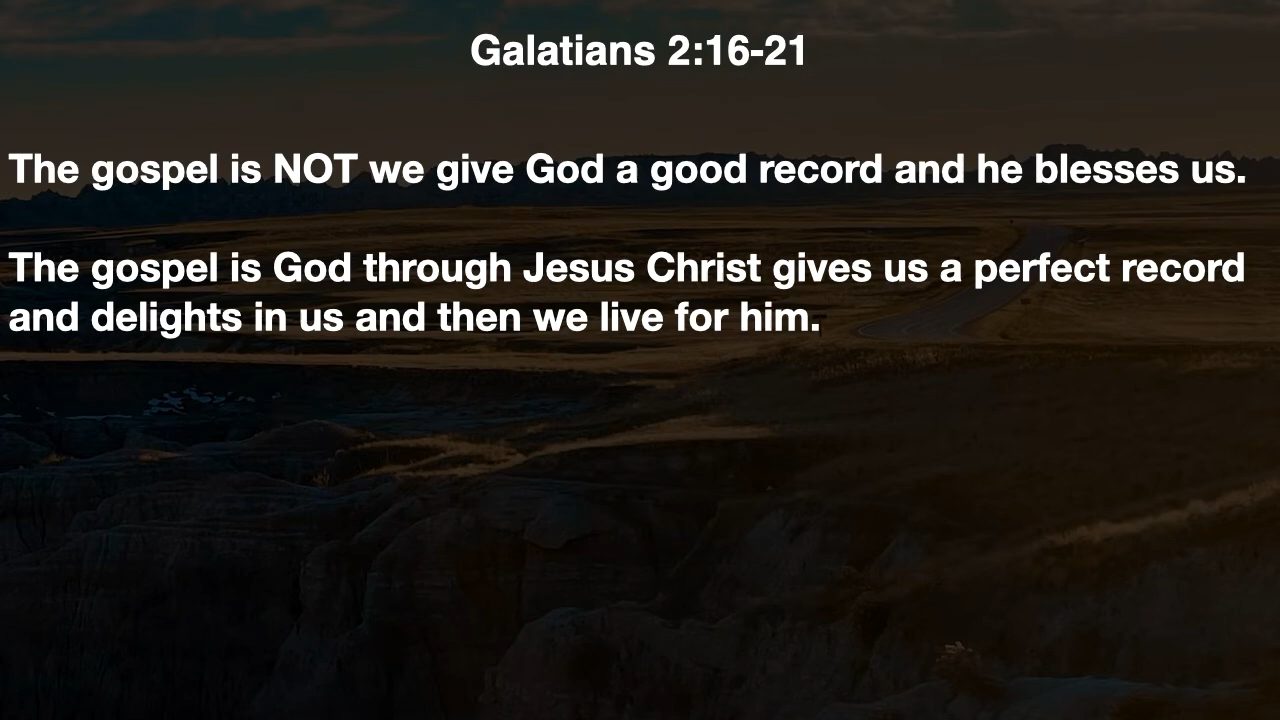 Galatians 2:16-21
The gospel is NOT we give God a good record and he blesses us.
The gospel is God through Jesus Christ gives us a perfect record
and delights in us and then we live for him.